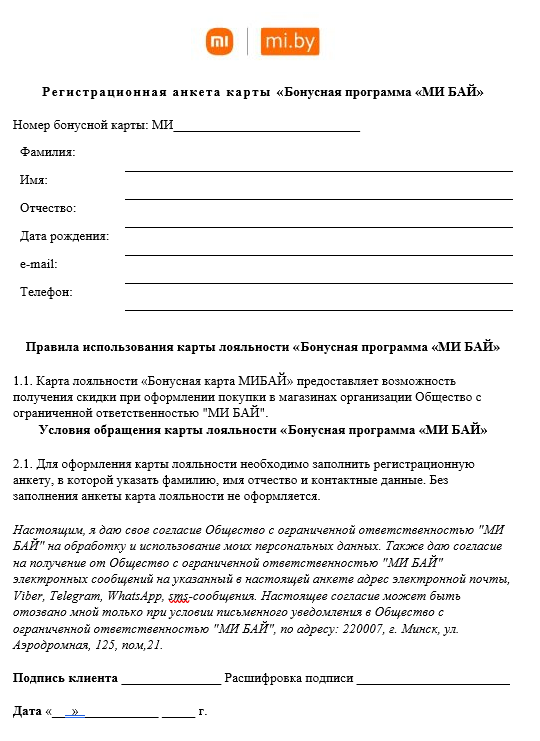 mi mi.by
Регистрационная анкета карты «Бонусная программа «МИ БАЙ»
Номер бонусной карты: МИ____________________________
Фамилия:
Имя:
Отчество:
Дата рождения:
e-mail:
Телефон:
Правила использования карты лояльности «Бонусная программа «МИ БАЙ»
1.1. Карта лояльности «Бонусная карта МИБАЙ» предоставляет возможность
получения скидки при оформлении покупки в магазинах организации Общество с
ограниченной ответственностью "МИ БАЙ".
Условия обращения карты лояльности «Бонусная программа «МИ БАЙ»
2.1. Для оформления карты лояльности необходимо заполнить регистрационную
анкету, в которой указать фамилию, имя отчество и контактные данные. Без
заполнения анкеты карта лояльности не оформляется.
Настоящим, я даю свое согласие Общество с ограниченной ответственностью "МИ
БАЙ" на обработку и использование моих персональных данных. Также даю согласие
на получение от Общество с ограниченной ответственностью "МИ БАЙ"
электронных сообщений на указанный в настоящей анкете адрес электронной почты,
Viber, Telegram, WhatsApp, sms-сообщения. Настоящее согласие может быть
отозвано мной только при условии письменного уведомления в Общество с
ограниченной ответственностью "МИ БАЙ", по адресу: 220007, г. Минск, ул.
Аэродромная, 125, пом,21.
Подпись клиента _______________ Расшифровка подписи _______________________
Дата «__ _»_ ___________ _____ г.